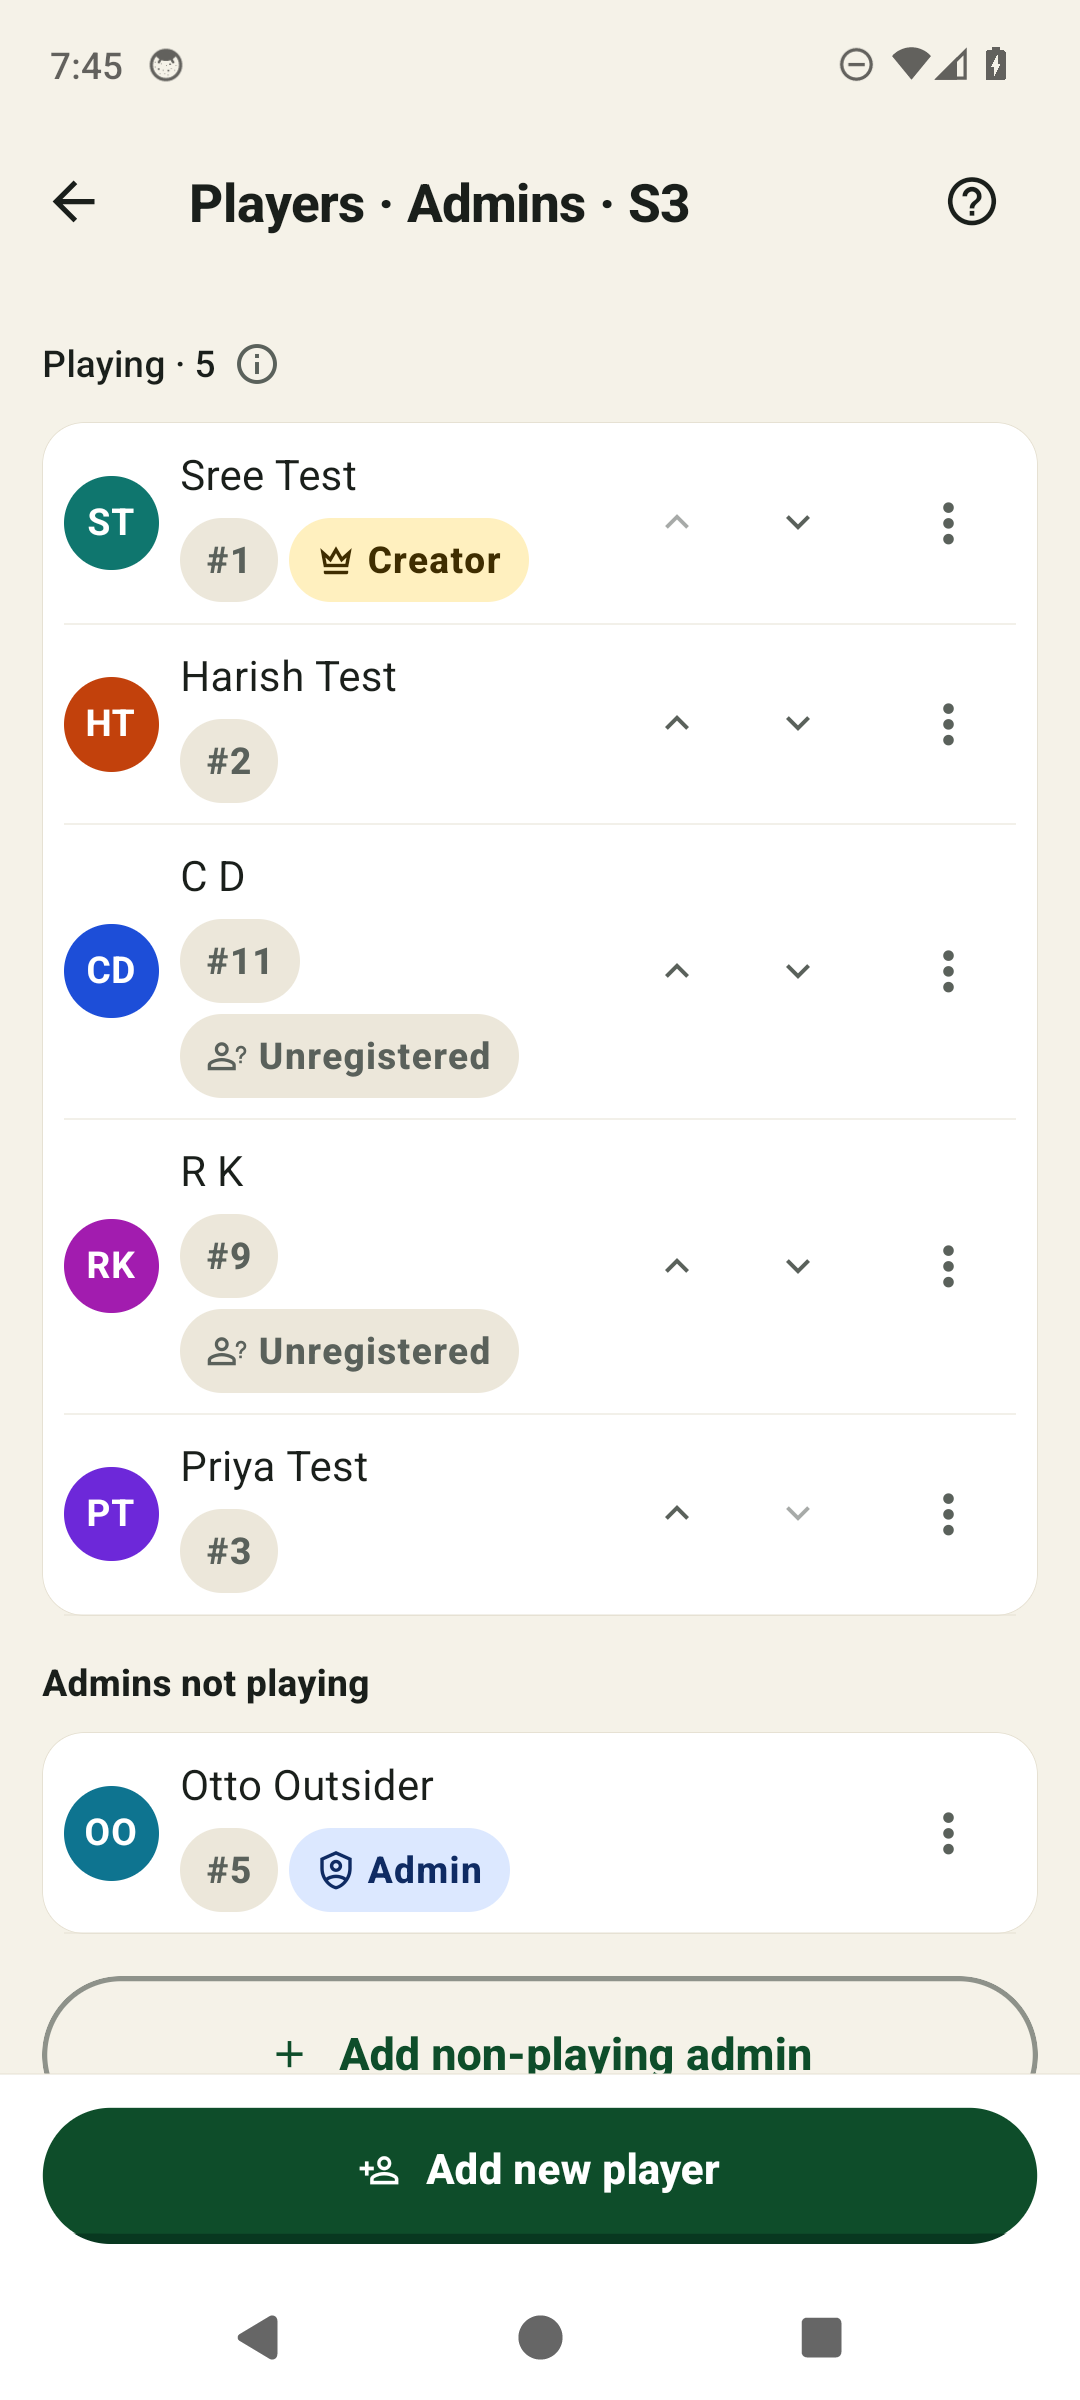 7:45
Players · Admins · S3
Playing · 5
ST
Sree Test
#1
Creator
HT
Harish Test
#2
CD
C D
#11
? Unregistered
RK
R K
#9
? Unregistered
PT
Priya Test
#3
Admins not playing
OO
Otto Outsider
#5
Admin
+ Add non-playing admin
Add new player